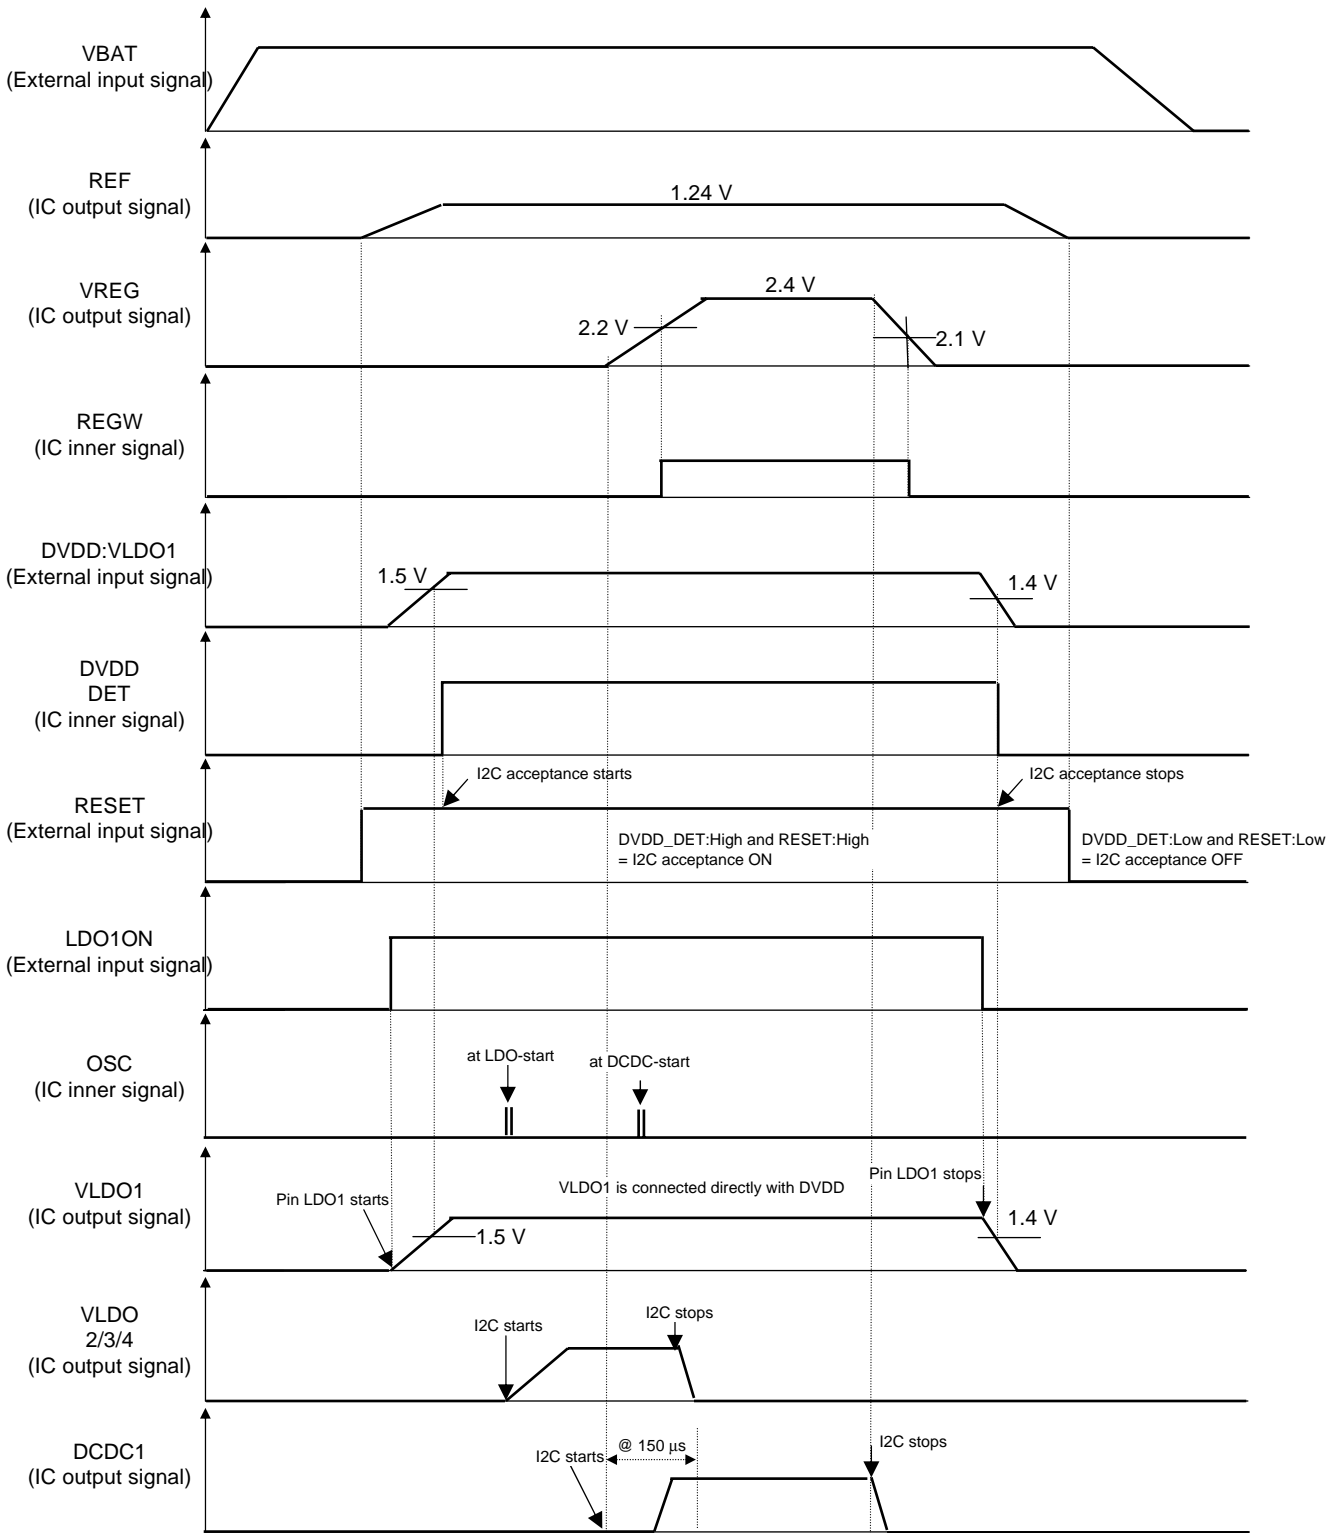 VBAT
(External input signal)
REF
(IC output signal)
1.24 V
VREG
(IC output signal)
2.4 V
2.2 V
2.1 V
REGW
(IC inner signal)
DVDD:VLDO1
(External input signal)
1.5 V
1.4 V
DVDD
DET
(IC inner signal)
I2C acceptance starts
I2C acceptance stops
RESET
(External input signal)
DVDD_DET:High and RESET:High
= I2C acceptance ON
DVDD_DET:Low and RESET:Low
= I2C acceptance OFF
LDO1ON
(External input signal)
OSC
(IC inner signal)
at LDO-start
at DCDC-start
VLDO1
(IC output signal)
Pin LDO1 starts
VLDO1 is connected directly with DVDD
Pin LDO1 stops
1.5 V
1.4 V
VLDO
2/3/4
(IC output signal)
I2C starts
I2C stops
DCDC1
(IC output signal)
I2C starts
@ 150 µs
I2C stops